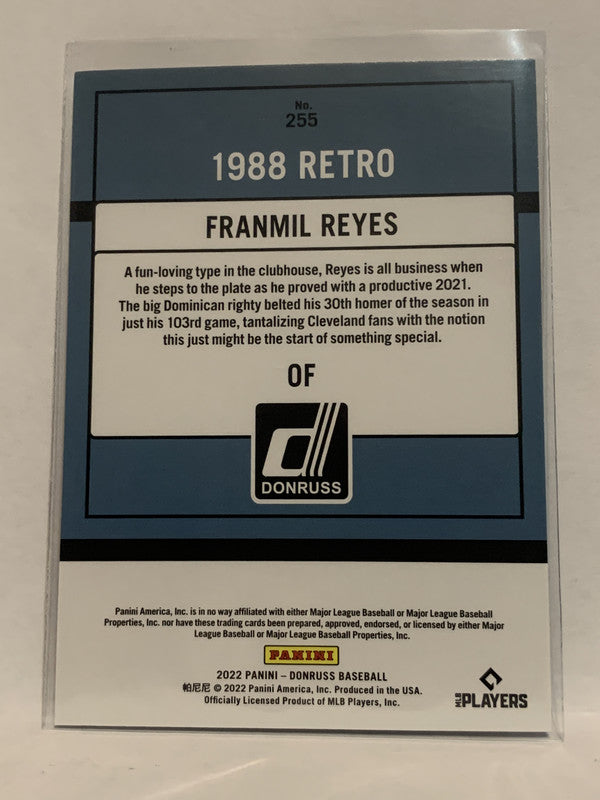 No.
255
1988 RETRO
FRANMIL REYES
A fun-loving type in the clubhouse, Reyes is all business when
he steps to the plate as he proved with a productive 2021.
The big Dominican righty belted his 30th homer of the season in
just his 103rd game, tantalizing Cleveland fans with the notion
this just might be the start of something special.
OF
d
DONRUSS
Panini America, Inc. is in no way affiliated with either Major League Baseball or Major League Baseball
Properties, Inc. nor have these trading cards been prepared, approved, endorsed, or licensed by either Major
League Baseball or Major League Baseball Properties, Inc.
PANINI
2022 PANINI – DONRUSS BASEBALL
帕尼尼 © 2022 Panini America, Inc. Produced in the USA.
Officially Licensed Product of MLB Players, Inc.
MLB PLAYERS